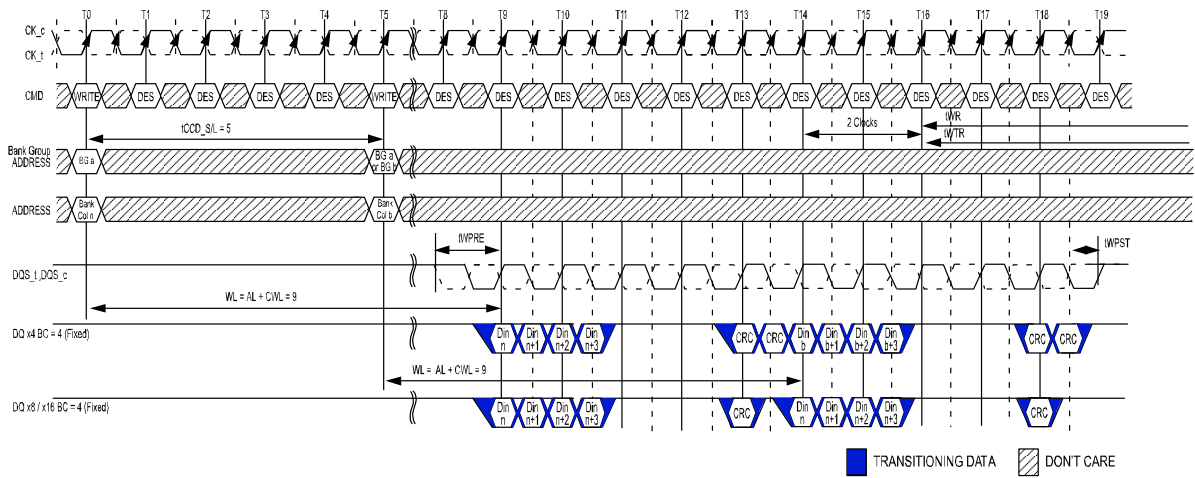 T0 T1 T2 T3 T4 T5 T8 T9 T10 T11 T12 T13 T14 T15 T16 T17 T18 T19
CK_c
CK_t
CMD WRITE DES DES DES DES WRITE DES DES DES DES DES DES DES DES DES DES DES DES
tCCD_S/L = 5
2 Clocks
tWR
tWTR
Bank Group
ADDRESS
BG a
BG a
or BG b
ADDRESS
Bank
Col n
Bank
Col b
tWPRE
tWPST
DQS_t ,DQS_c
WL = AL + CWL = 9
DQ x4 BC = 4 (Fixed)
Din
n
Din
n+1
Din
n+2
Din
n+3
CRC
CRC
Din
b
Din
b+1
Din
b+2
Din
b+3
CRC
CRC
WL = AL + CWL = 9
DQ x8 / x16 BC = 4 (Fixed)
Din
n
Din
n+1
Din
n+2
Din
n+3
CRC
Din
n
Din
n+1
Din
n+2
Din
n+3
CRC
TRANSITIONING DATA
DON'T CARE